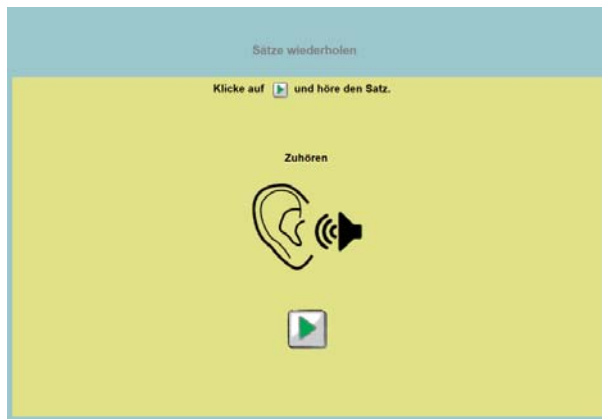 Sätze wiederholen
Klicke auf und höre den Satz.
Zuhören